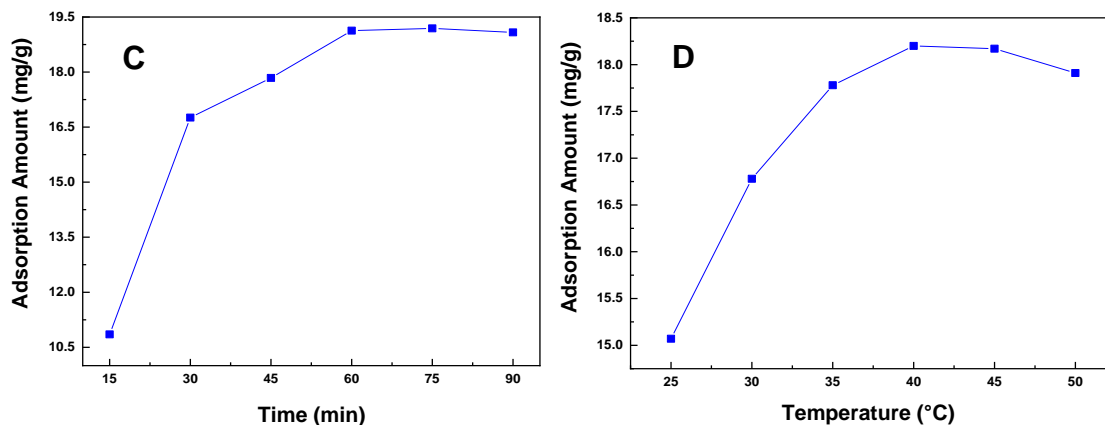 C
Adsorption Amount (mg/g)
19.5
18.0
16.5
15.0
13.5
12.0
10.5
15 30 45 60 75 90
Time (min)
D
Adsorption Amount (mg/g)
18.5
18.0
17.5
17.0
16.5
16.0
15.5
15.0
25 30 35 40 45 50
Temperature (°C)